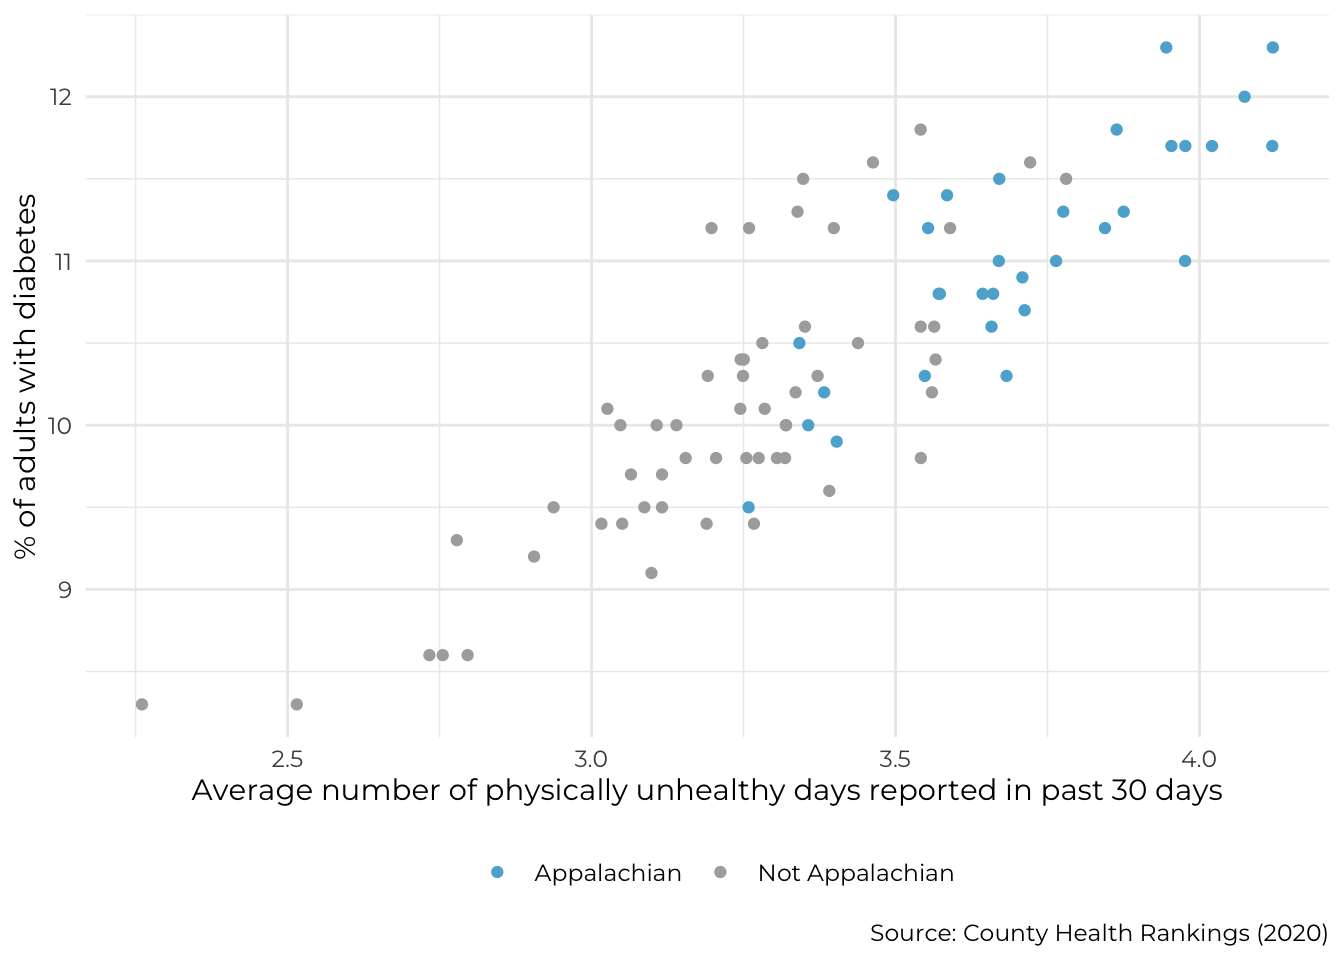 % of adults with diabetes
12
11
10
9
2.5 3.0 3.5 4.0
Average number of physically unhealthy days reported in past 30 days
Appalachian Not Appalachian
Source: County Health Rankings (2020)